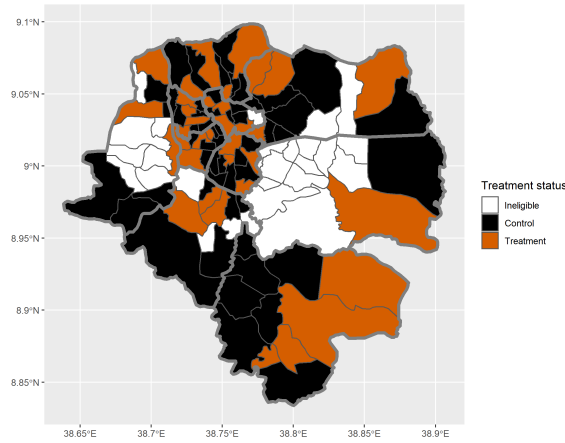 9.1°N
9.05°N
9°N
8.95°N
8.9°N
8.85°N
38.65°E 38.7°E 38.75°E 38.8°E 38.85°E 38.9°E
Treatment status
Ineligible
Control
Treatment